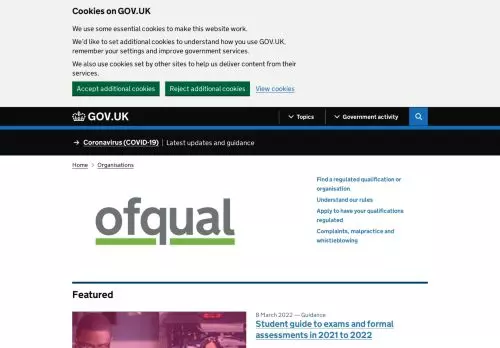 Cookies on GOV.UK
We use some essential cookies to make this website work.
We'd like to set additional cookies to understand how you use GOV.UK,
remember your settings and improve government services.
We also use cookies set by other sites to help us deliver content from their
services.
Accept additional cookies
Reject additional cookies
View cookies
GOV.UK
Topics
Government activity
→ Coronavirus (COVID-19) Latest updates and guidance
Home > Organisations
ofqual
Find a regulated qualification or
organisation
Understand our rules
Apply to have your qualifications
regulated
Complaints, malpractice and
whistleblowing
Featured
8 March 2022 — Guidance
Student guide to exams and formal
assessments in 2021 to 2022